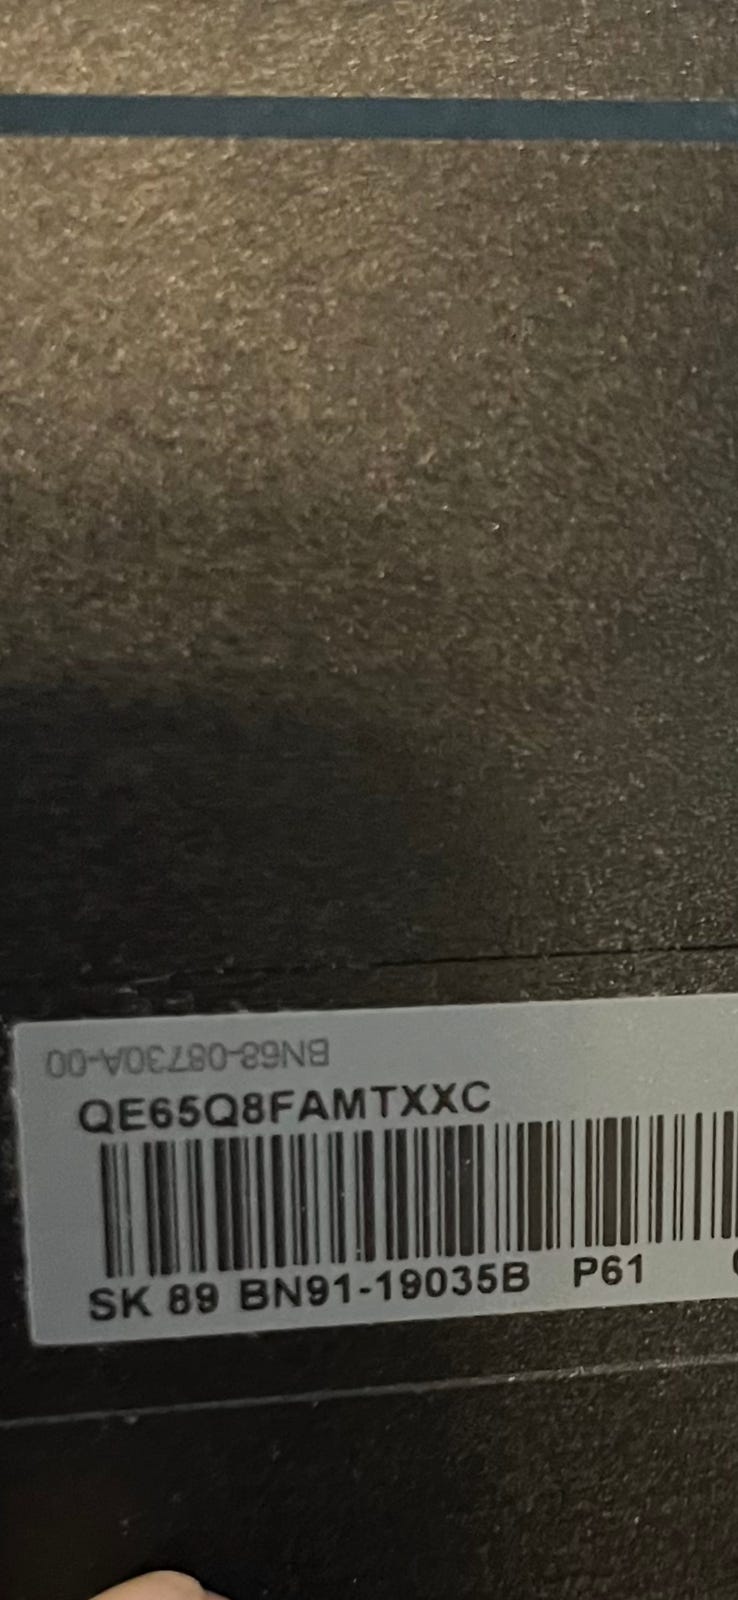 BN68-08730A-00
QE65Q8FAMTXXC
SK 89 BN91-19035B P61